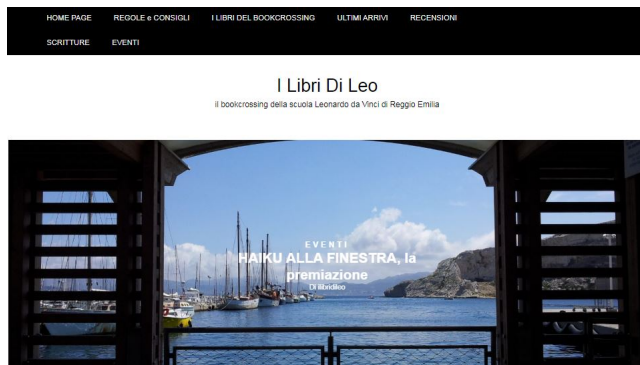 HOME PAGE REGOLE e CONSIGLI I LIBRI DEL BOOKCROSSING ULTIMI ARRIVI RECENSIONI
SCRITTURE EVENTI
I Libri Di Leo
il bookcrossing della scuola Leonardo da Vinci di Reggio Emilia
EVENTI
HAIKU ALLA FINESTRA, la
premiazione
Di ilibridileo